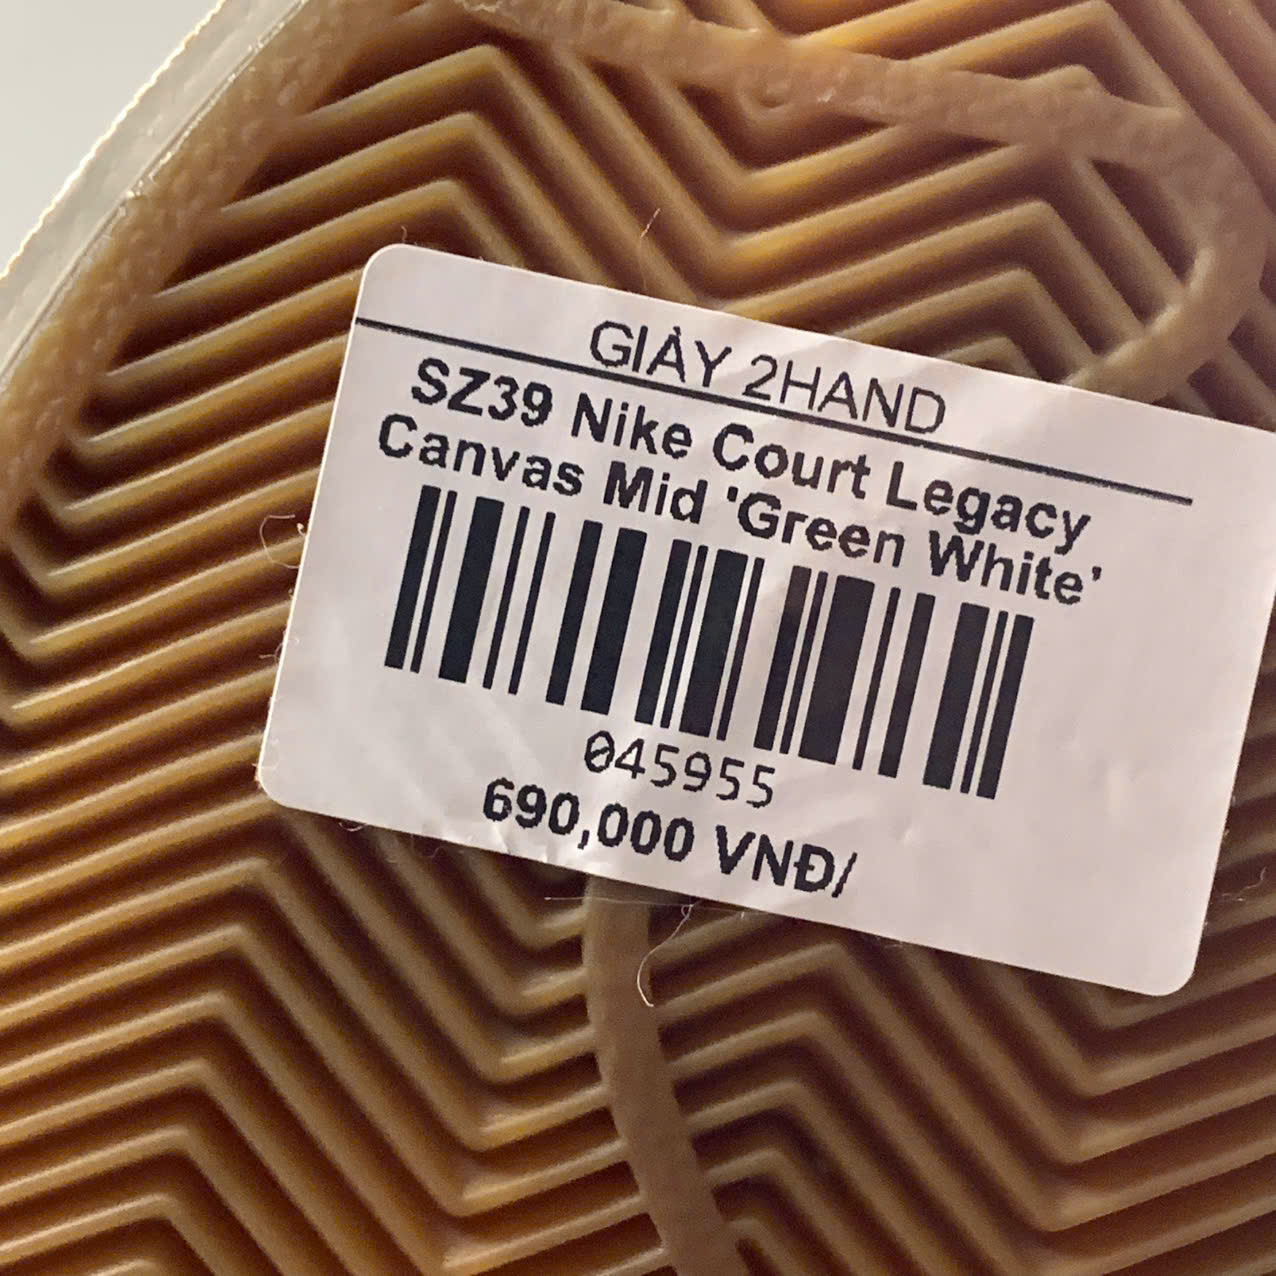 GIÀY 2HAND
SZ39 Nike Court Legacy
Canvas Mid 'Green White'
045955
690,000 VNĐ/